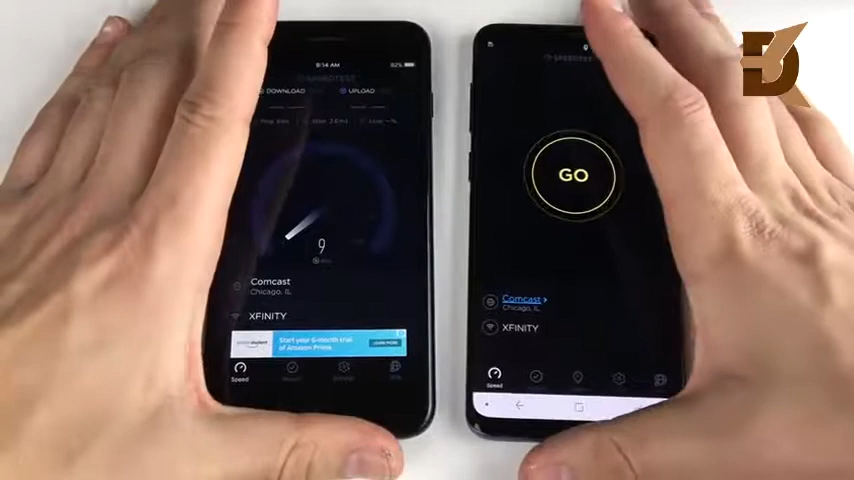 9:14 AM
82%
SPEEDTEST
DOWNLOAD
UPLOAD
9
Comcast
Chicago, IL
XFINITY
Start your 6-month trial
of Amazon Prime
LEARN MORE
Speed
SPEEDTEST
GO
Comcast
Chicago, IL
XFINITY
Speed